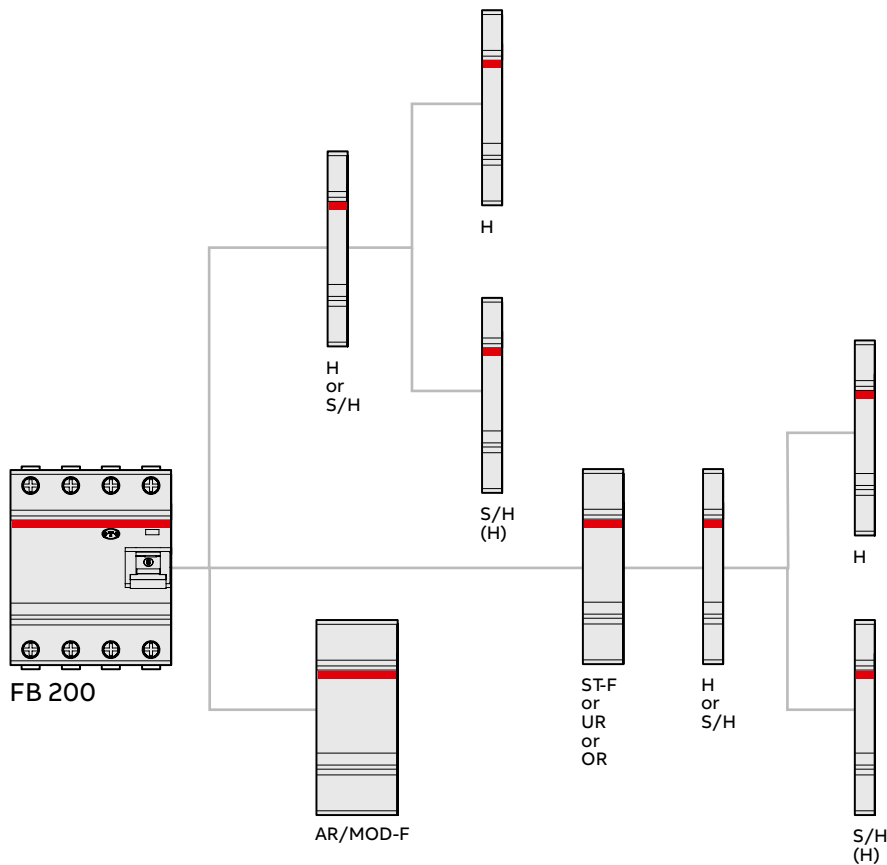 H
H
or
S/H
S/H
(H)
H
FB 200
ST-F
or
UR
or
OR
H
or
S/H
AR/MOD-F
S/H
(H)